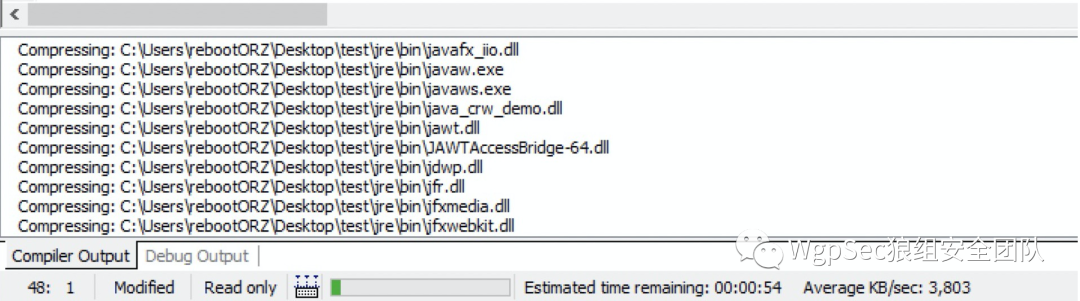 Compressing: C:\Users\rebootORZ\Desktop\test\jre\bin\javafx_iio.dll
Compressing: C:\Users\rebootORZ\Desktop\test\jre\bin\javaw.exe
Compressing: C:\Users\rebootORZ\Desktop\test\jre\bin\javaws.exe
Compressing: C:\Users\rebootORZ\Desktop\test\jre\bin\java_crw_demo.dll
Compressing: C:\Users\rebootORZ\Desktop\test\jre\bin\jawt.dll
Compressing: C:\Users\rebootORZ\Desktop\test\jre\bin\JAWTAccessBridge-64.dll
Compressing: C:\Users\rebootORZ\Desktop\test\jre\bin\jdwp.dll
Compressing: C:\Users\rebootORZ\Desktop\test\jre\bin\jfr.dll
Compressing: C:\Users\rebootORZ\Desktop\test\jre\bin\jfxmedia.dll
Compressing: C:\Users\rebootORZ\Desktop\test\jre\bin\jfxwebkit.dll
Compiler Output Debug Output
WgpSec狼组安全团队
48: 1 Modified Read only Estimated time remaining: 00:00:54 Average KB/sec: 3,803